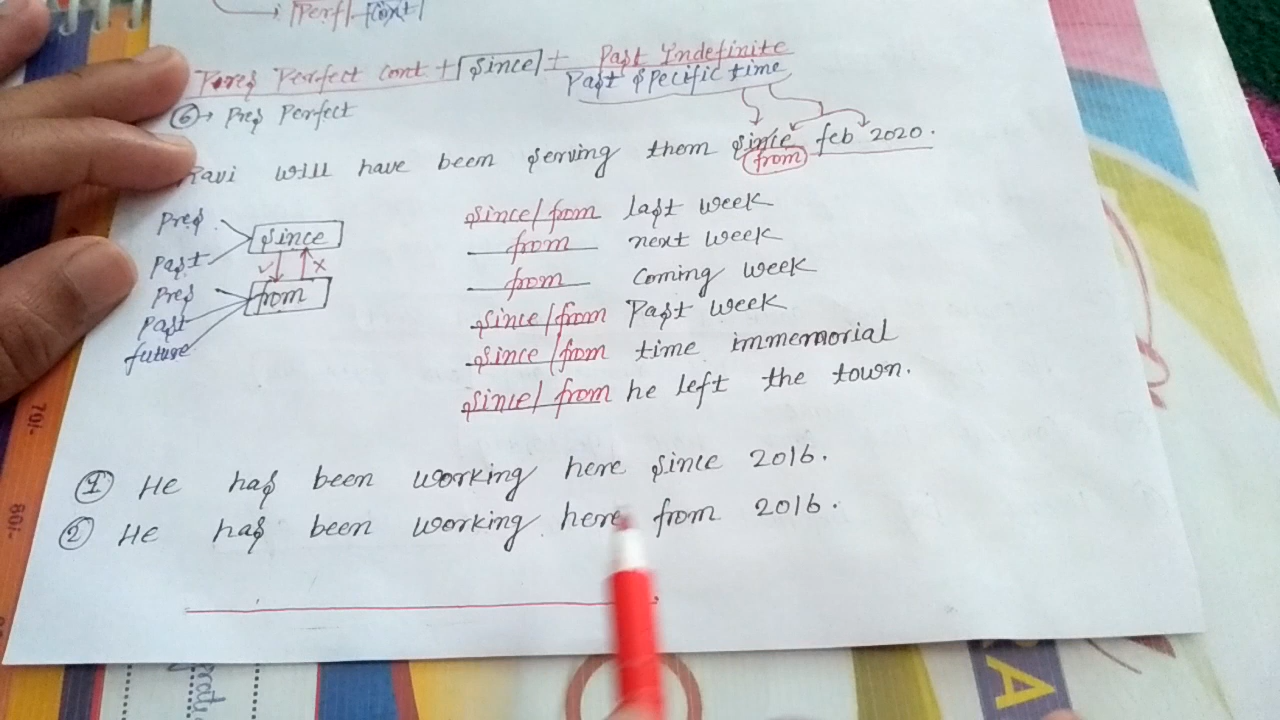 Perf Cont
Pres Perfect Cont + Since + Past Indefinite
Past Specific time
⑥→ Pres Perfect
Ravi will have been serving them since feb 2020.
from
Pres
Past
since
✓ ×
Pres
Past
future
from
since/from last week
from next week
from coming week
since/from Past week
since/from time immemorial
since/from he left the town.
① He has been working here since 2016.
② He has been working here from 2016.
70/-
80/-